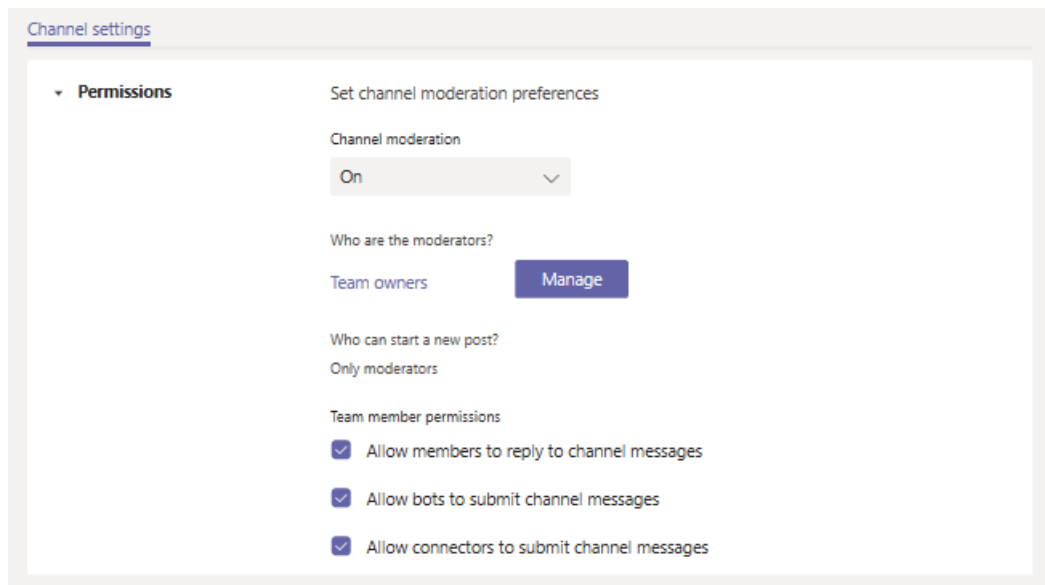 Channel settings
Permissions
Set channel moderation preferences
Channel moderation
On
Who are the moderators?
Team owners
Manage
Who can start a new post?
Only moderators
Team member permissions
Allow members to reply to channel messages
Allow bots to submit channel messages
Allow connectors to submit channel messages